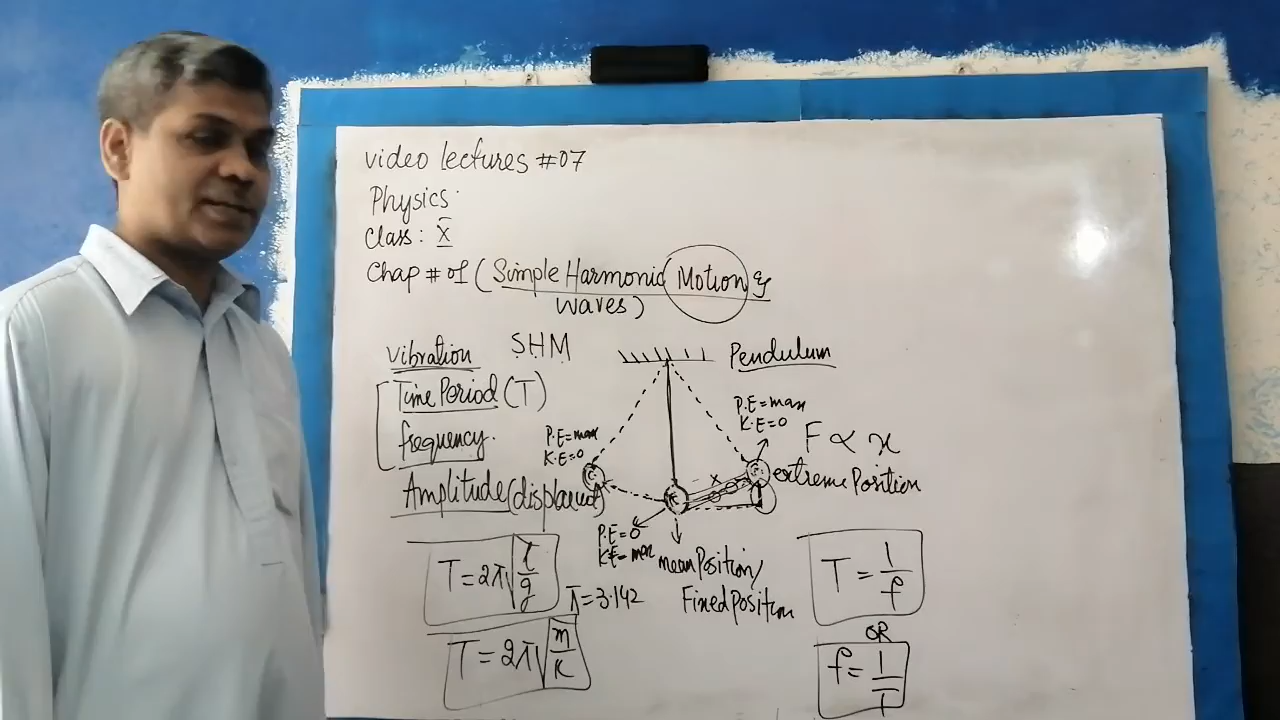 video lectures #07
Physics
Class: X
Chap # 01 (Simple Harmonic Motion &
waves)
vibration SHM
Pendulum
Time Period (T)
frequency.
Amplitude (displaced)
P.E=max
K.E=0
P.E=max
K.E=0
F ∝ x
extreme Position
x
P.E=0
K.E=max
mean Position/
Fixed Position
T=2π√l/g
π=3.142
T=2π√m/k
T=1/f
OR
f=1/T